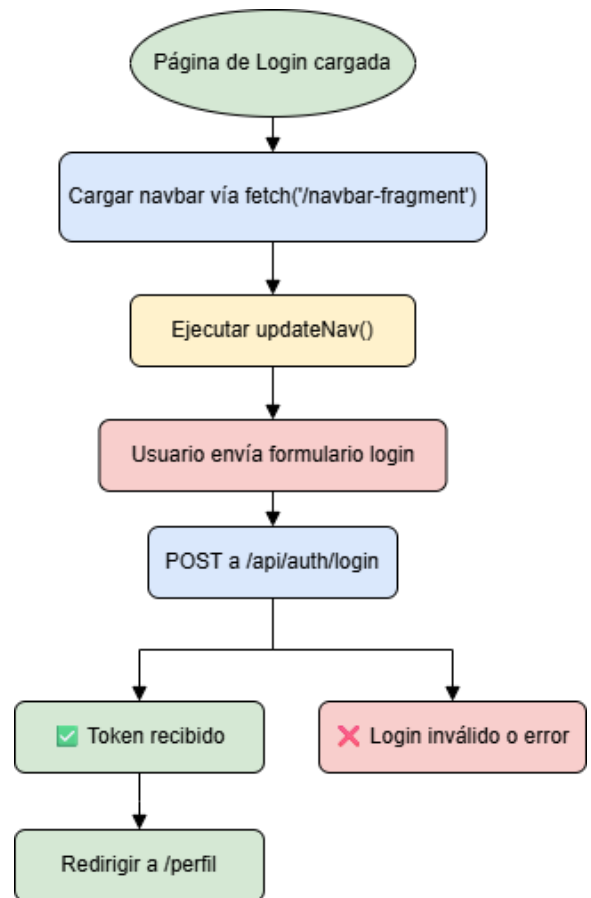 Página de Login cargada
Cargar navbar vía fetch('/navbar-fragment')
Ejecutar updateNav()
Usuario envía formulario login
POST a /api/auth/login
✅ Token recibido
❌ Login inválido o error
Redirigir a /perfil